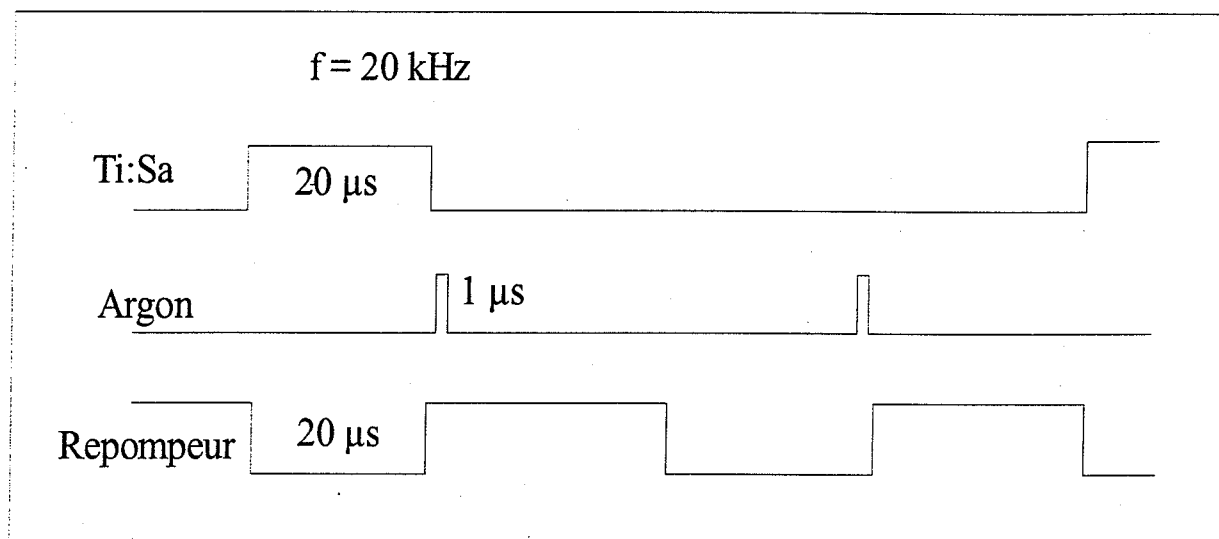 f = 20 kHz
Ti:Sa
20 µs
Argon
1 µs
Repompeur
20 µs